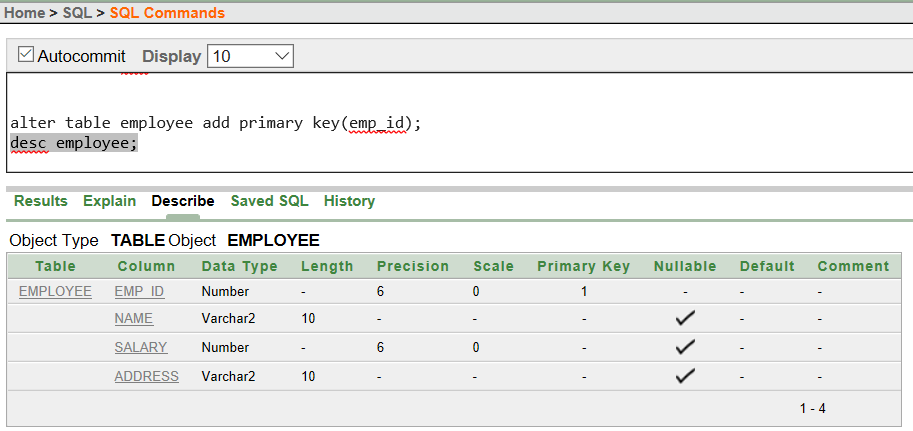 Home > SQL > SQL Commands
Autocommit Display 10
alter table employee add primary key(emp_id);
desc employee;
Results Explain Describe Saved SQL History
Object Type TABLE Object EMPLOYEE
Table Column Data Type Length Precision Scale Primary Key Nullable Default Comment
EMPLOYEE EMP_ID Number - 6 0 1 - - -
NAME Varchar2 10 - - - - -
SALARY Number - 6 0 - - -
ADDRESS Varchar2 10 - - - - -
1 - 4